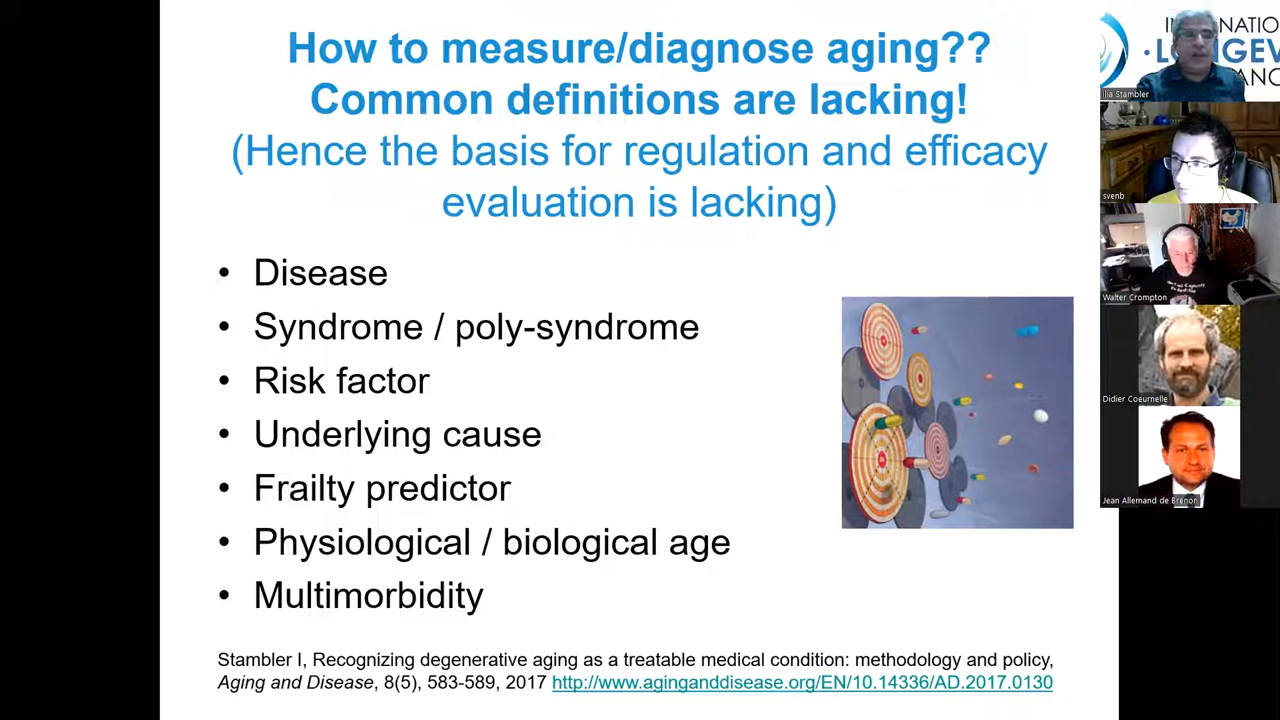 How to measure/diagnose aging??
Common definitions are lacking!
(Hence the basis for regulation and efficacy
evaluation is lacking)
• Disease
• Syndrome / poly-syndrome
• Risk factor
• Underlying cause
• Frailty predictor
• Physiological / biological age
• Multimorbidity
Stambler I, Recognizing degenerative aging as a treatable medical condition: methodology and policy,
Aging and Disease, 8(5), 583-589, 2017 http://www.aginganddisease.org/EN/10.14336/AD.2017.0130
Ilia Stambler
svenb
Walter Crompton
Didier Coeurnelle
Jean Allemand de Brenon